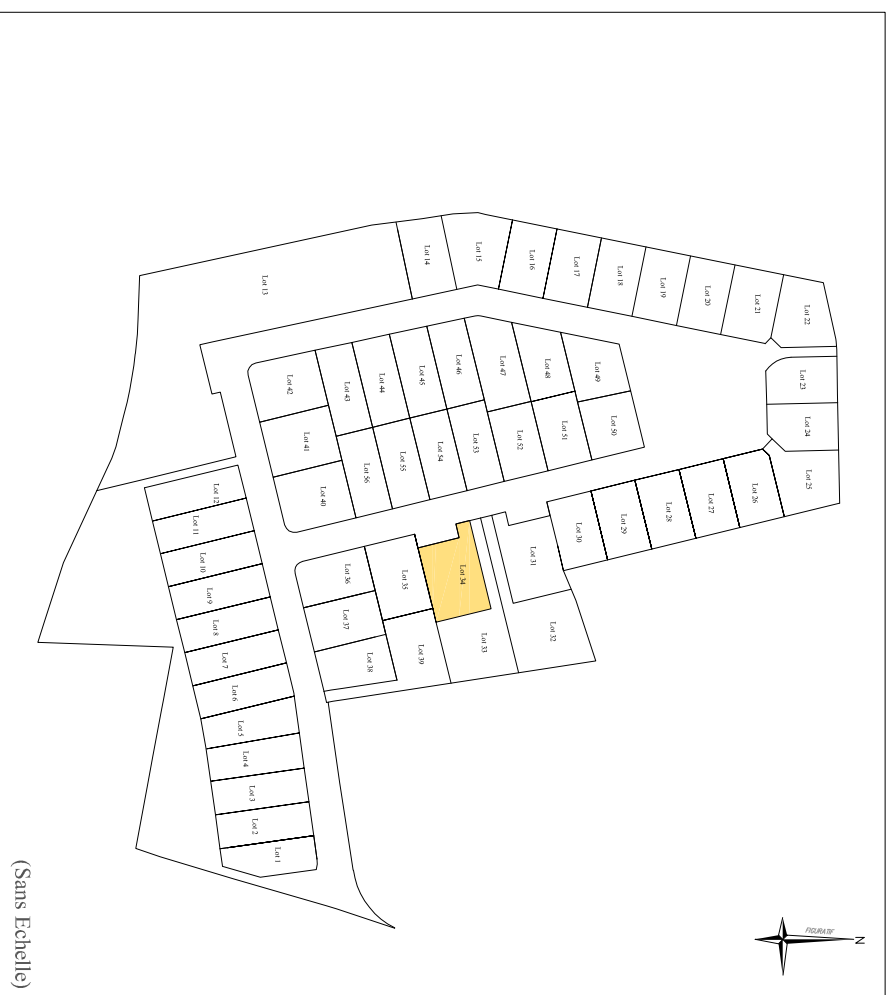 Lot 1
Lot 2
Lot 3
Lot 4
Lot 5
Lot 6
Lot 7
Lot 8
Lot 9
Lot 10
Lot 11
Lot 12
Lot 13
Lot 14
Lot 15
Lot 16
Lot 17
Lot 18
Lot 19
Lot 20
Lot 21
Lot 22
Lot 23
Lot 24
Lot 25
Lot 26
Lot 27
Lot 28
Lot 29
Lot 30
Lot 31
Lot 32
Lot 33
Lot 34
Lot 35
Lot 36
Lot 37
Lot 38
Lot 39
Lot 40
Lot 41
Lot 42
Lot 43
Lot 44
Lot 45
Lot 46
Lot 47
Lot 48
Lot 49
Lot 50
Lot 51
Lot 52
Lot 53
Lot 54
Lot 55
Lot 56
FIGURATIF
N
(Sans Echelle)